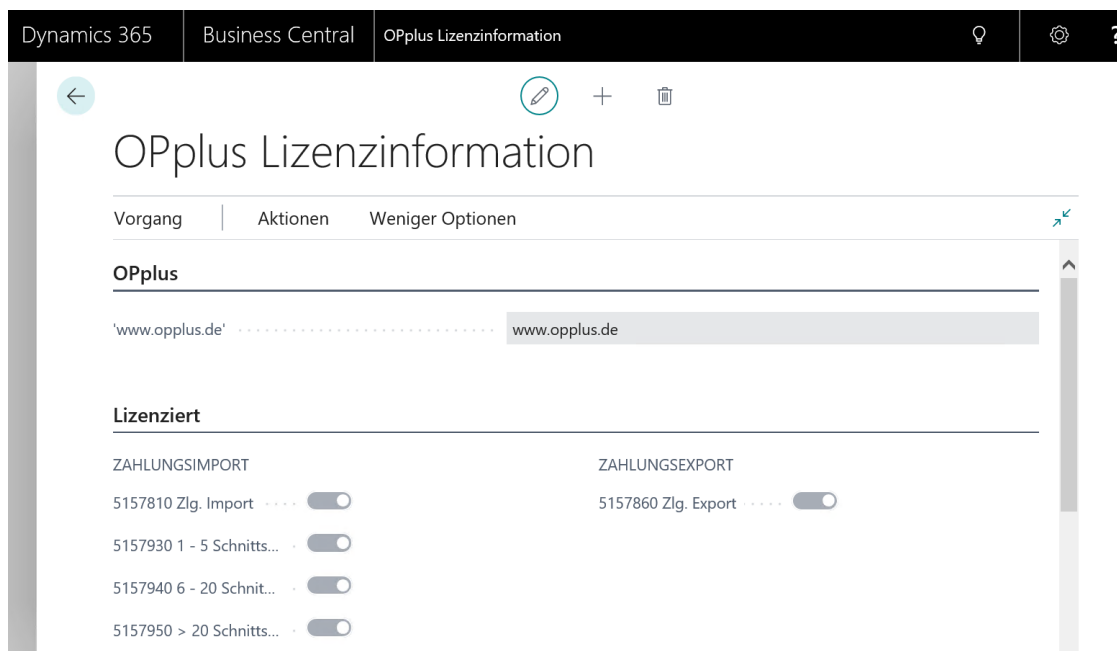 Dynamics 365 Business Central OPplus Lizenzinformation ?
OPplus Lizenzinformation
Vorgang Aktionen Weniger Optionen
OPplus
'www.opplus.de' www.opplus.de
Lizenziert
ZAHLUNGSIMPORT ZAHLUNGSEXPORT
5157810 Zlg. Import 5157860 Zlg. Export
5157930 1 - 5 Schnitts...
5157940 6 - 20 Schnit...
5157950 > 20 Schnitts...